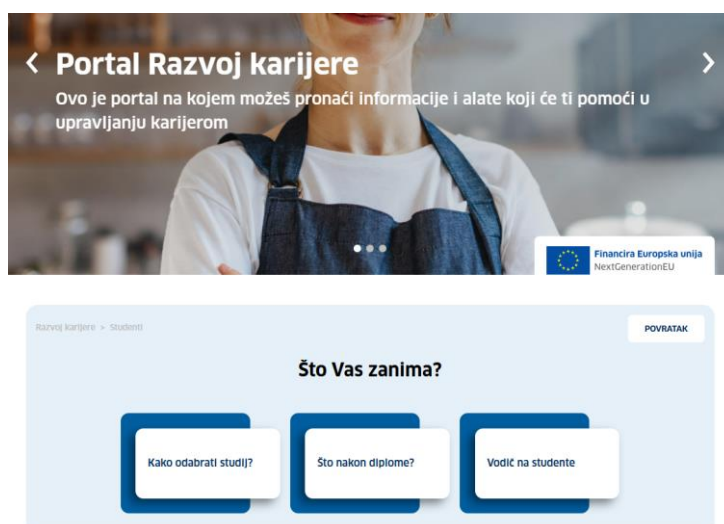 Portal Razvoj karijere
Ovo je portal na kojem možeš pronaći informacije i alate koji će ti pomoći u
upravljanju karijerom
Financira Europska unija
NextGenerationEU
Razvoj karijere > Studenti
POVRATAK
Što Vas zanima?
Kako odabrati studij?
Što nakon diplome?
Vodič na studente